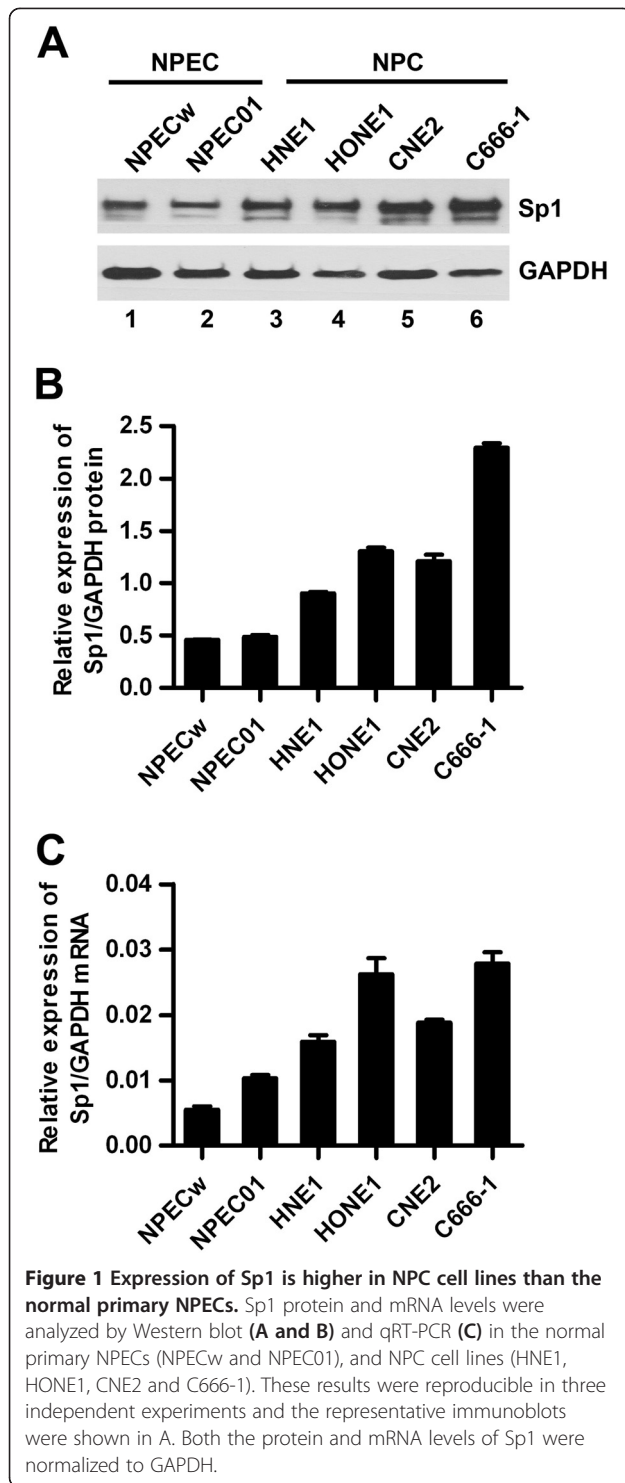 A
NPEC NPC
NPECw NPEC01 HNE1 HONE1 CNE2 C666-1
Sp1
GAPDH
1 2 3 4 5 6
B
Relative expression of
Sp1/GAPDH protein
2.5
2.0
1.5
1.0
0.5
0.0
NPECw NPEC01 HNE1 HONE1 CNE2 C666-1
C
Relative expression of
Sp1/GAPDH mRNA
0.04
0.03
0.02
0.01
0.00
NPECw NPEC01 HNE1 HONE1 CNE2 C666-1
Figure 1 Expression of Sp1 is higher in NPC cell lines than the
normal primary NPECs. Sp1 protein and mRNA levels were
analyzed by Western blot (A and B) and qRT-PCR (C) in the normal
primary NPECs (NPECw and NPEC01), and NPC cell lines (HNE1,
HONE1, CNE2 and C666-1). These results were reproducible in three
independent experiments and the representative immunoblots
were shown in A. Both the protein and mRNA levels of Sp1 were
normalized to GAPDH.